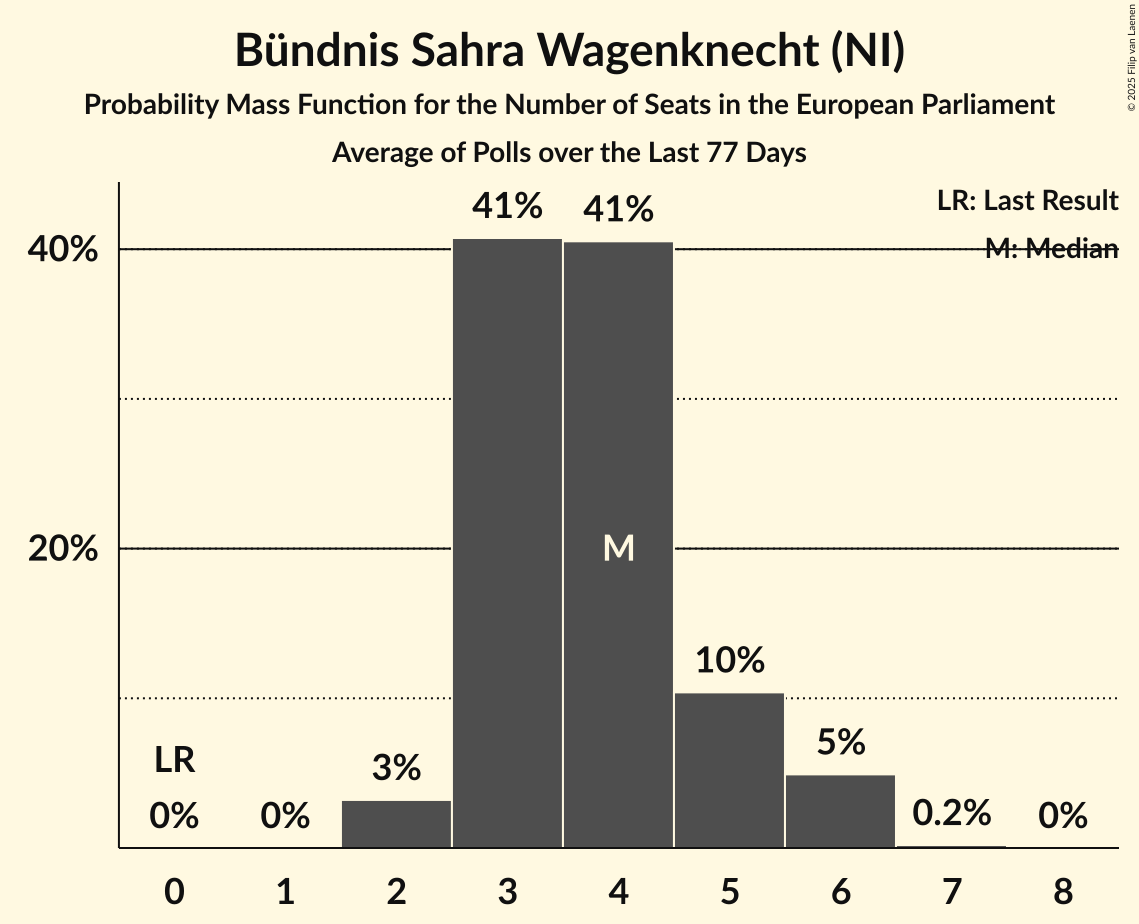 Bündnis Sahra Wagenknecht (NI)
Probability Mass Function for the Number of Seats in the European Parliament
Average of Polls over the Last 77 Days
© 2025 Filip van Laenen
LR: Last Result
M: Median
41%
41%
40%
20%
M
10%
5%
LR
3%
0%
0%
0.2%
0%
0
1
2
3
4
5
6
7
8